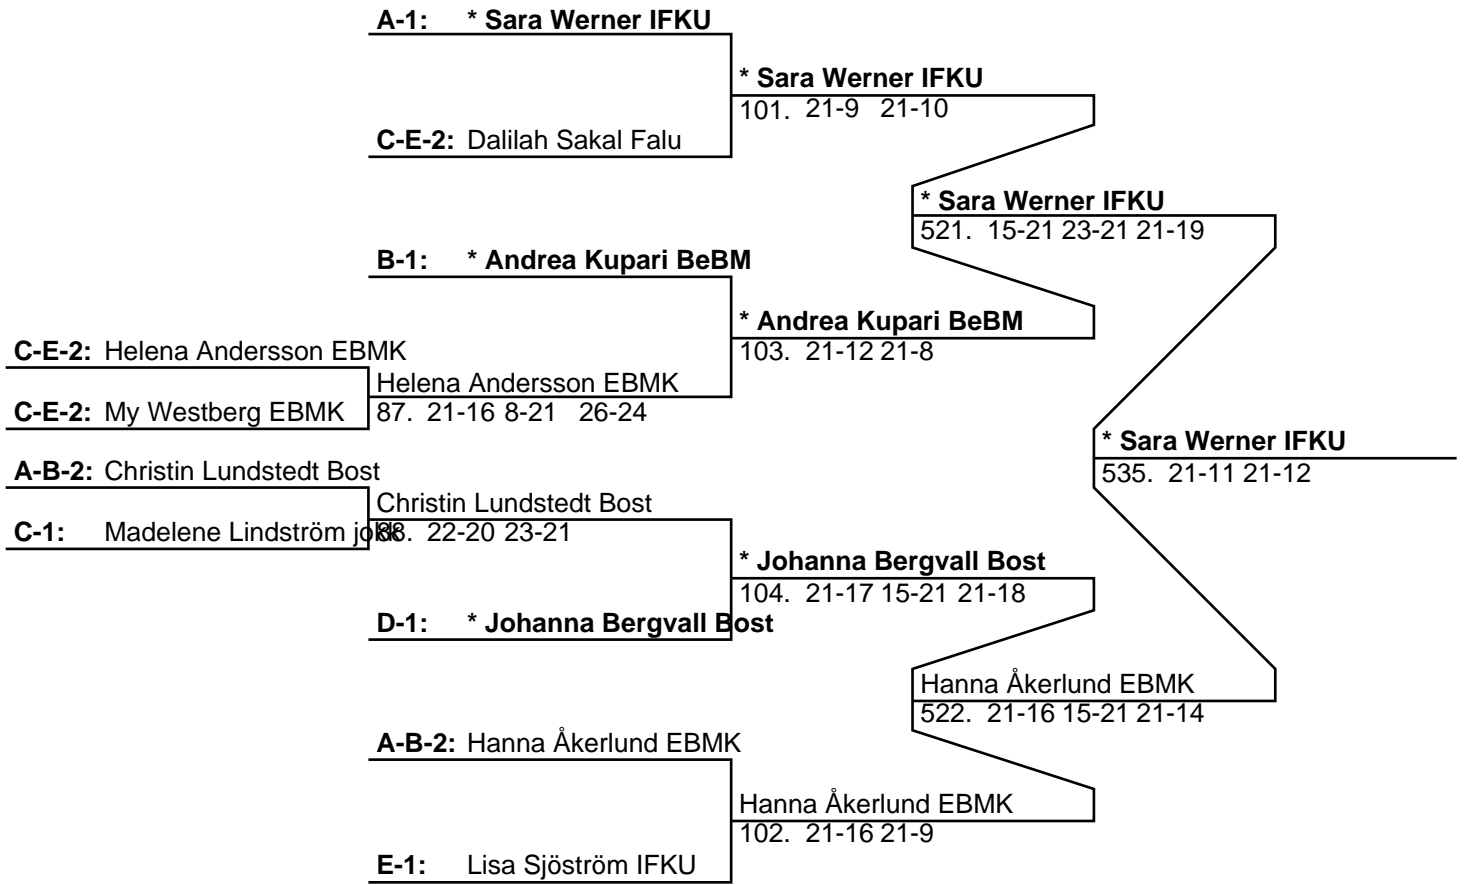 A-1: * Sara Werner IFKU
* Sara Werner IFKU
101. 21-9 21-10
C-E-2: Dalilah Sakal Falu
* Sara Werner IFKU
521. 15-21 23-21 21-19
B-1: * Andrea Kupari BeBM
* Andrea Kupari BeBM
103. 21-12 21-8
C-E-2: Helena Andersson EBMK
Helena Andersson EBMK
87. 21-16 8-21 26-24
C-E-2: My Westberg EBMK
* Sara Werner IFKU
535. 21-11 21-12
A-B-2: Christin Lundstedt Bost
Christin Lundstedt Bost
88. 22-20 23-21
C-1: Madelene Lindström jokk
* Johanna Bergvall Bost
104. 21-17 15-21 21-18
D-1: * Johanna Bergvall Bost
Hanna Åkerlund EBMK
522. 21-16 15-21 21-14
A-B-2: Hanna Åkerlund EBMK
Hanna Åkerlund EBMK
102. 21-16 21-9
E-1: Lisa Sjöström IFKU